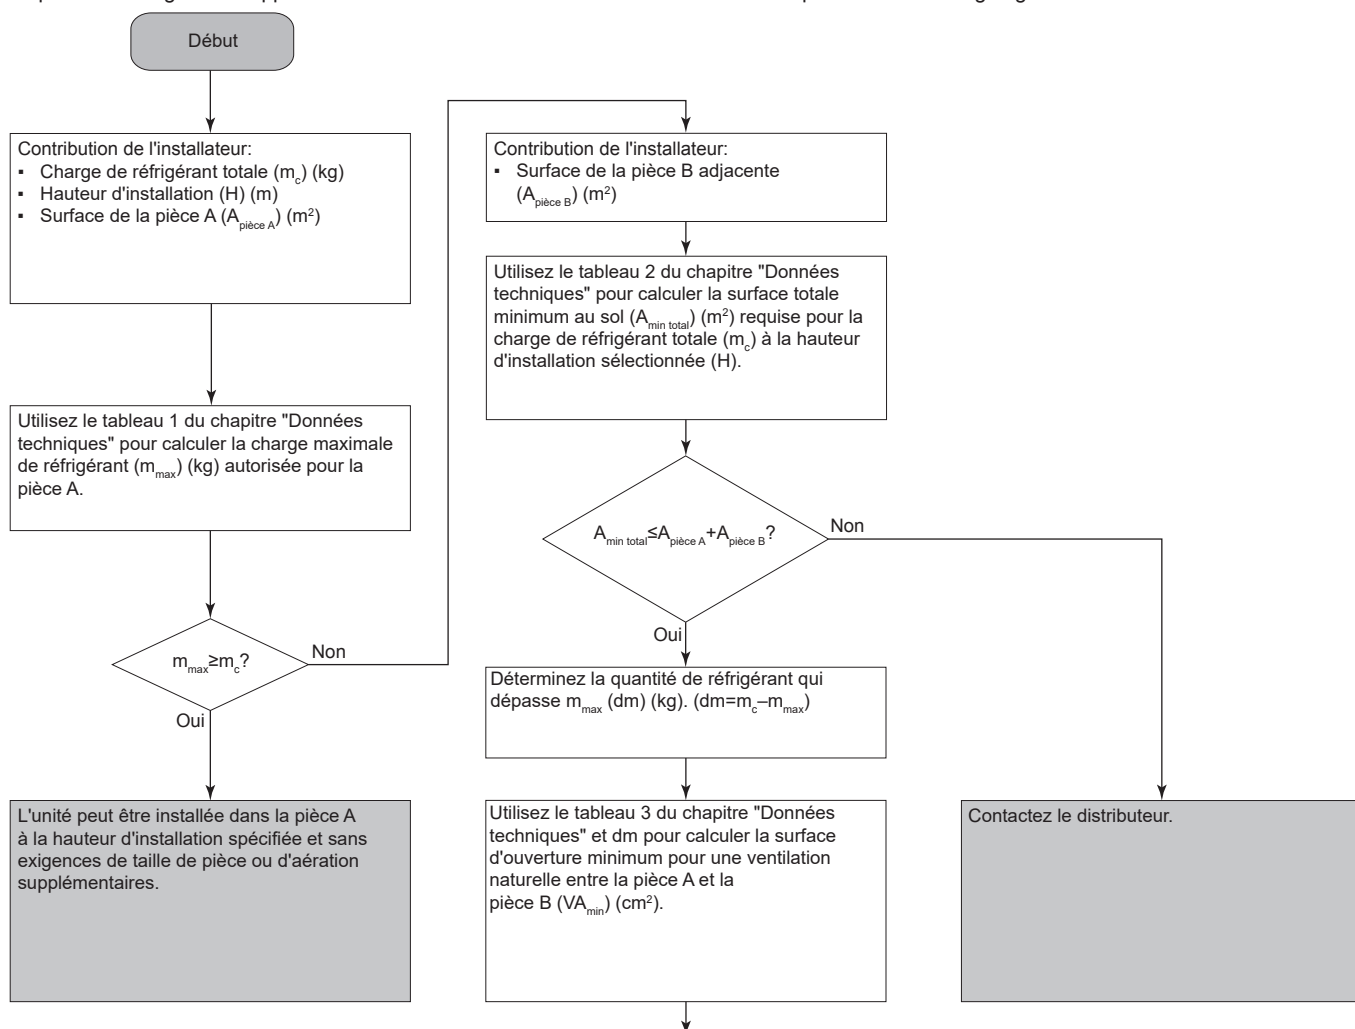 Début
Contribution de l'installateur:
▪ Charge de réfrigérant totale (mc) (kg)
▪ Hauteur d'installation (H) (m)
▪ Surface de la pièce A (Apièce A) (m²)
Utilisez le tableau 1 du chapitre "Données
techniques" pour calculer la charge maximale
de réfrigérant (mmax) (kg) autorisée pour la
pièce A.
mmax≥mc?
Non
Oui
L'unité peut être installée dans la pièce A
à la hauteur d'installation spécifiée et sans
exigences de taille de pièce ou d'aération
supplémentaires.
Contribution de l'installateur:
▪ Surface de la pièce B adjacente
(Apièce B) (m²)
Utilisez le tableau 2 du chapitre "Données
techniques" pour calculer la surface totale
minimum au sol (Amin total) (m²) requise pour la
charge de réfrigérant totale (mc) à la hauteur
d'installation sélectionnée (H).
Amin total≤Apièce A+Apièce B?
Non
Oui
Déterminez la quantité de réfrigérant qui
dépasse mmax (dm) (kg). (dm=mc–mmax)
Utilisez le tableau 3 du chapitre "Données
techniques" et dm pour calculer la surface
d'ouverture minimum pour une ventilation
naturelle entre la pièce A et la
pièce B (VAmin) (cm²).
Contactez le distributeur.